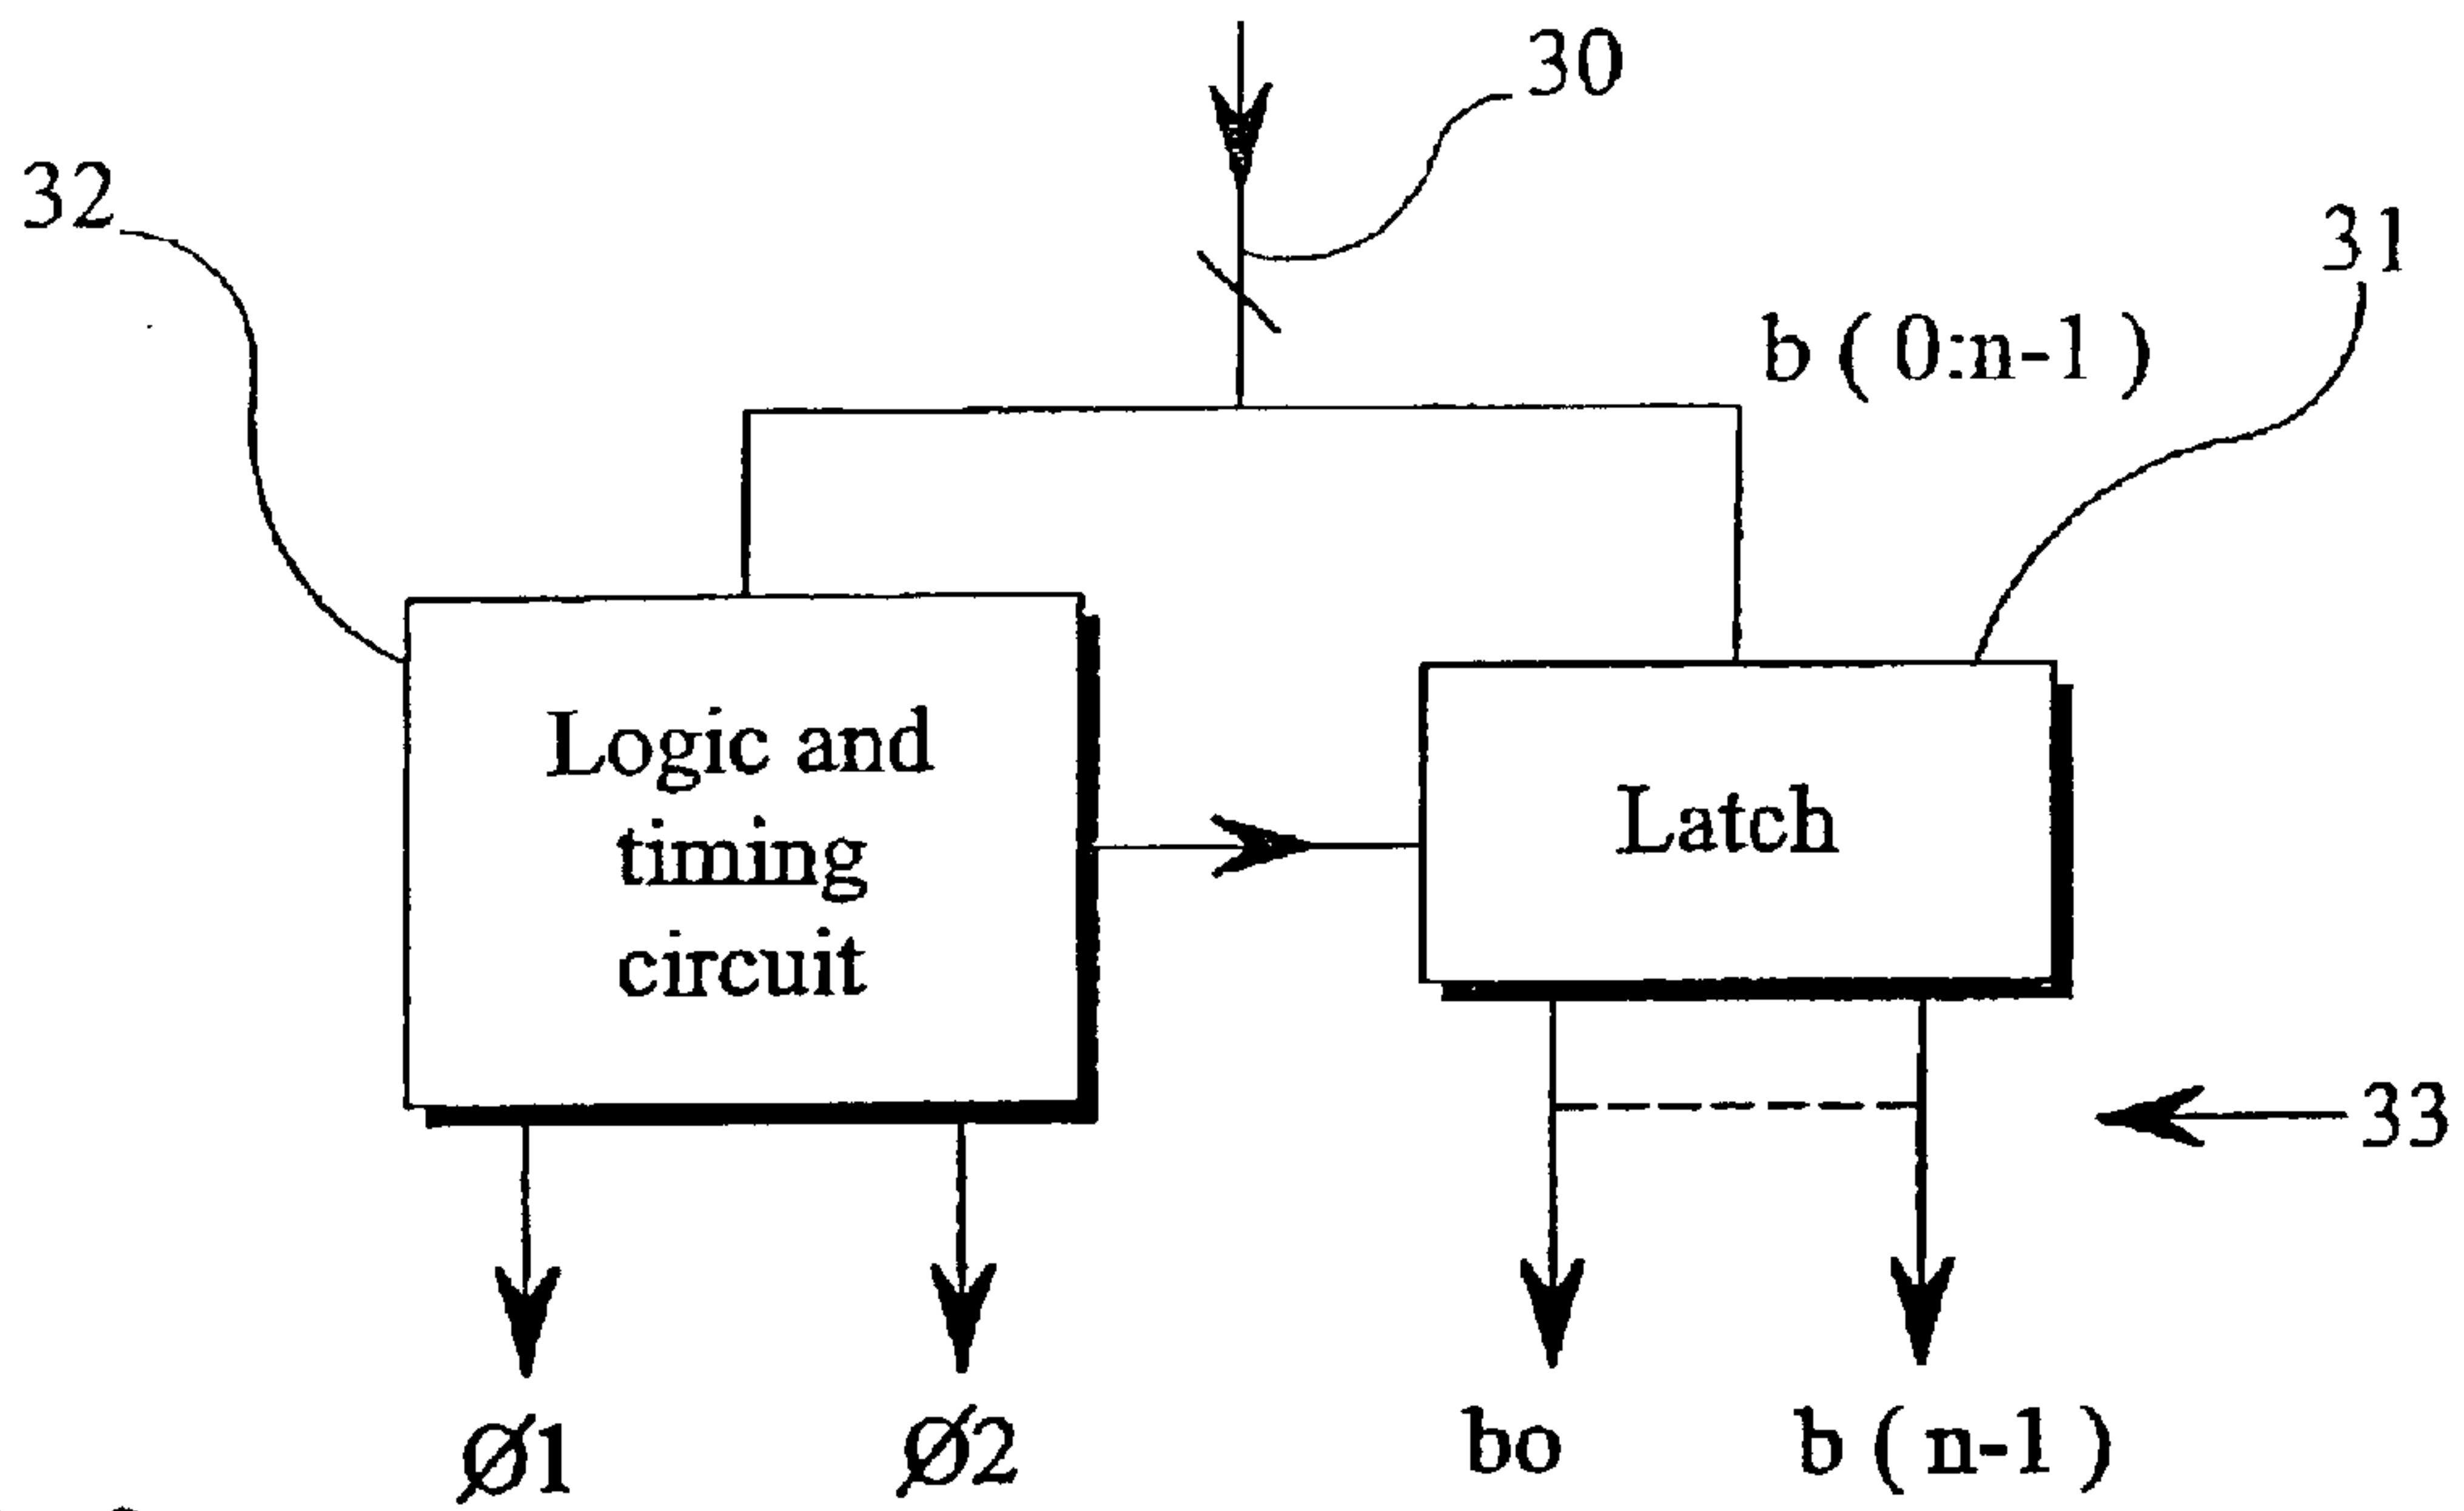 30
32
31
b ( 0:n-1 )
Logic and
timing
circuit
Latch
33
Ø1
Ø2
bo
b ( n-1 )